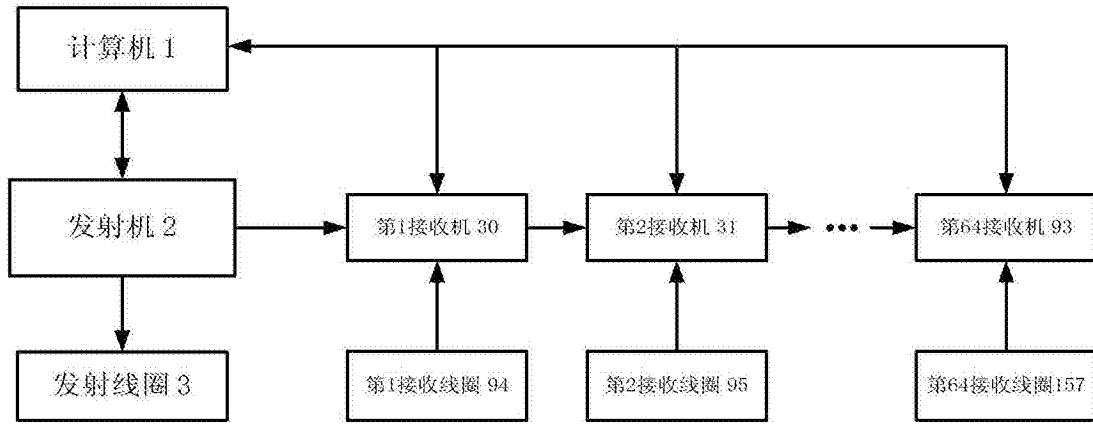 计算机 1
发射机 2
第1接收机 30
第2接收机 31
•••
第64接收机 93
发射线圈 3
第1接收线圈 94
第2接收线圈 95
第64接收线圈157